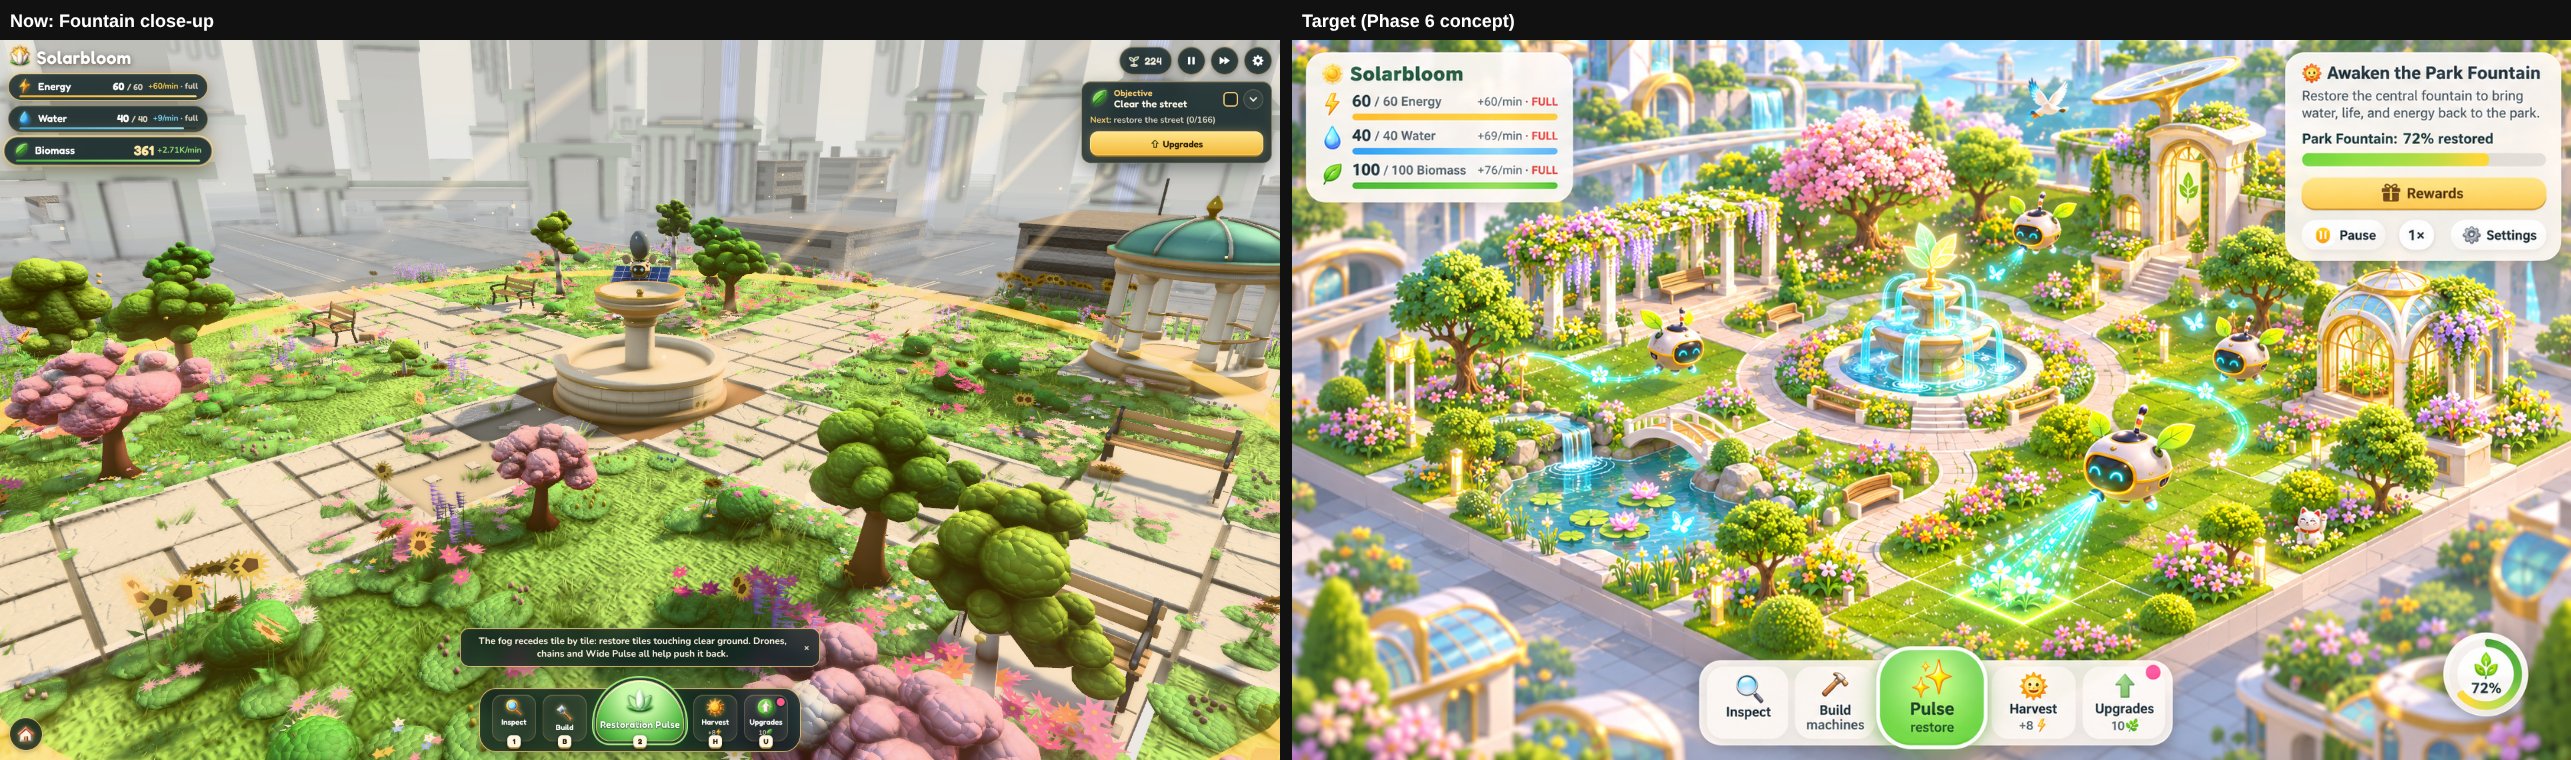 Now: Fountain close-up
Solarbloom
Energy 60 / 60 +60/min · full
Water 40 / 40 +9/min · full
Biomass 361 +2.71K/min
224
Objective
Clear the street
Next: restore the street (0/166)
Upgrades
The fog recedes tile by tile: restore tiles touching clear ground. Drones,
chains and Wide Pulse all help push it back.
×
Inspect
Build
Restoration Pulse
Harvest
Upgrades
1
B
2
H
U
Target (Phase 6 concept)
Solarbloom
60 / 60 Energy +60/min · FULL
40 / 40 Water +69/min · FULL
100 / 100 Biomass +76/min · FULL
Awaken the Park Fountain
Restore the central fountain to bring
water, life, and energy back to the park.
Park Fountain: 72% restored
Rewards
Pause
1×
Settings
Inspect
Build
machines
Pulse
restore
Harvest
+8
Upgrades
10
72%